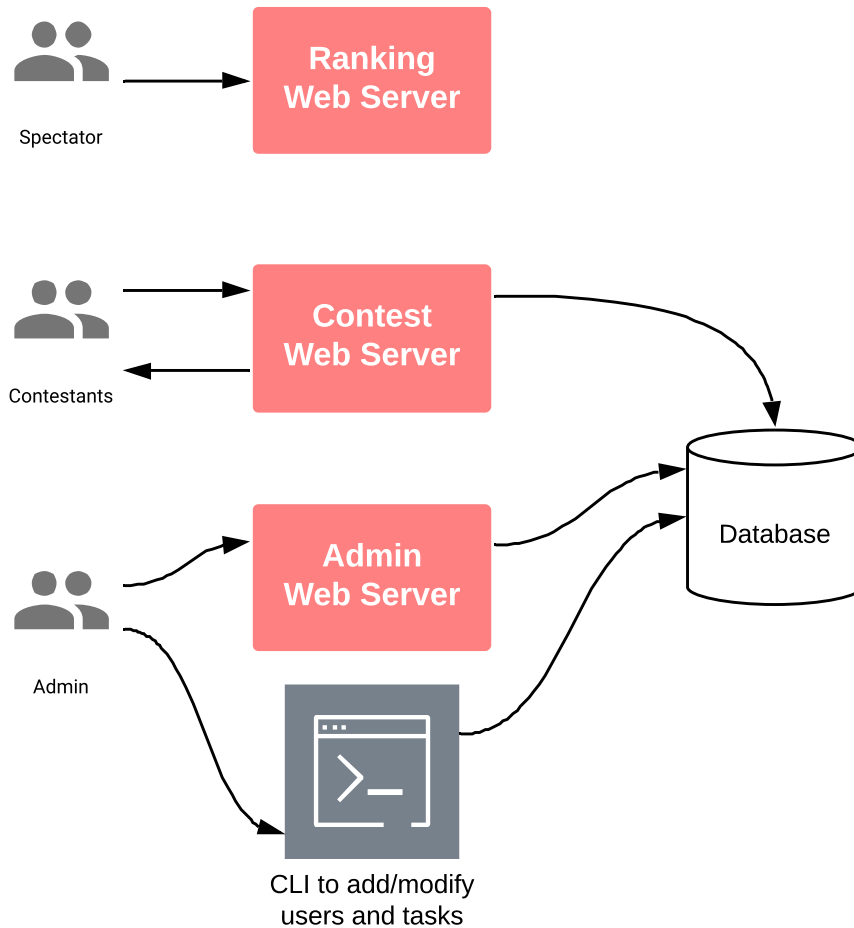 Ranking
Web Server
Spectator
Contest
Web Server
Contestants
Database
Admin
Web Server
Admin
CLI to add/modify
users and tasks